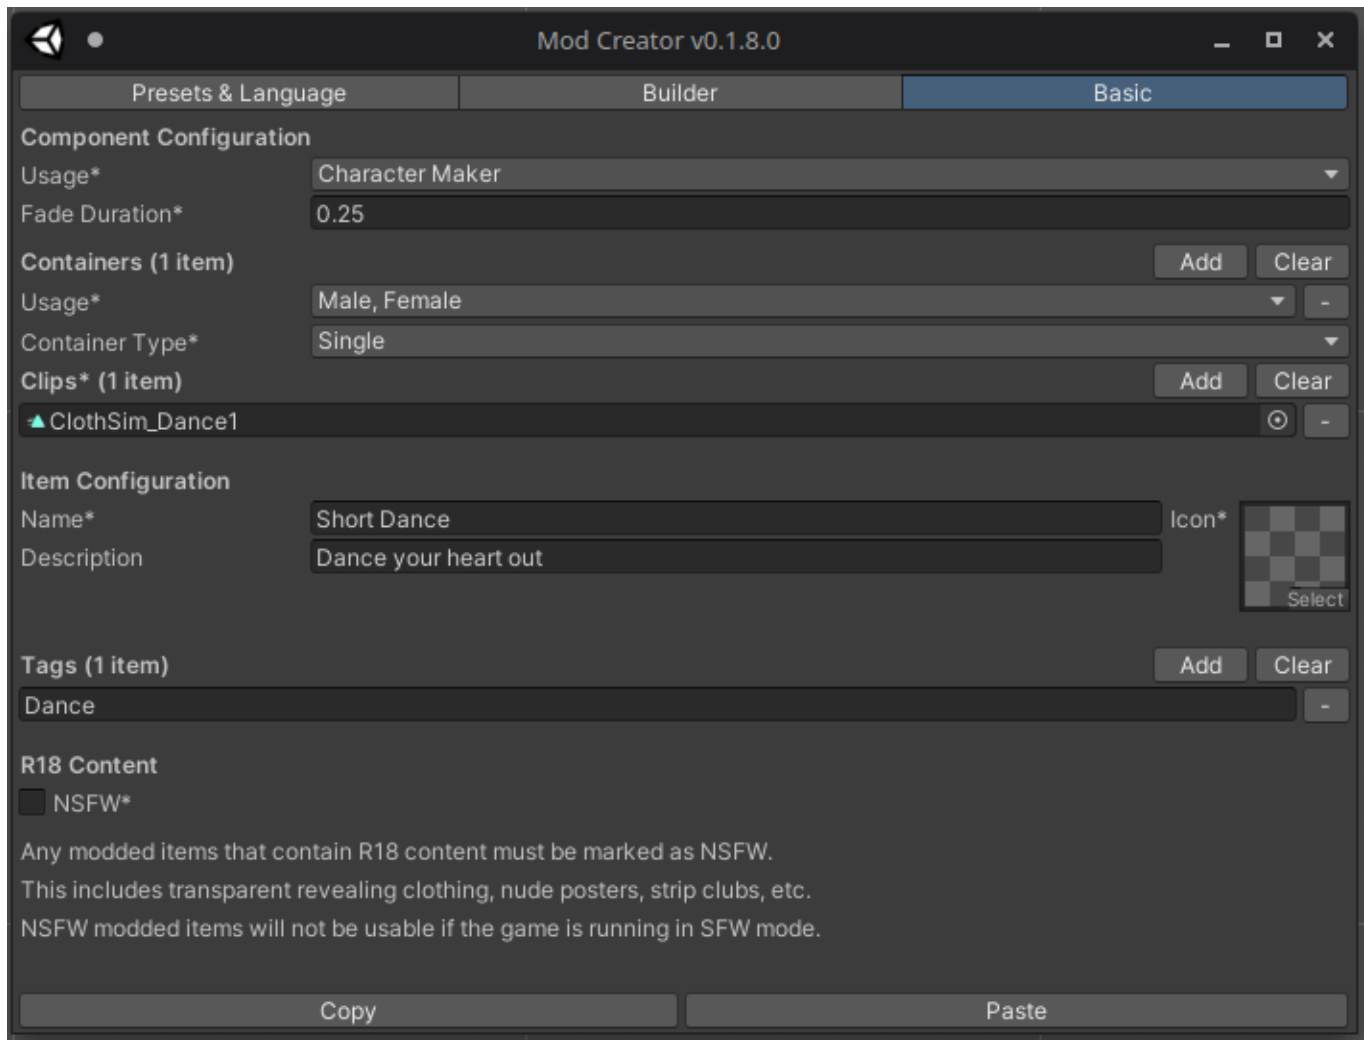 Mod Creator v0.1.8.0
Presets & Language Builder Basic
Component Configuration
Usage* Character Maker
Fade Duration* 0.25
Containers (1 item) Add Clear
Usage* Male, Female -
Container Type* Single
Clips* (1 item) Add Clear
ClothSim_Dance1 -
Item Configuration
Name* Short Dance Icon*
Description Dance your heart out
Select
Tags (1 item) Add Clear
Dance -
R18 Content
NSFW*
Any modded items that contain R18 content must be marked as NSFW.
This includes transparent revealing clothing, nude posters, strip clubs, etc.
NSFW modded items will not be usable if the game is running in SFW mode.
Copy Paste